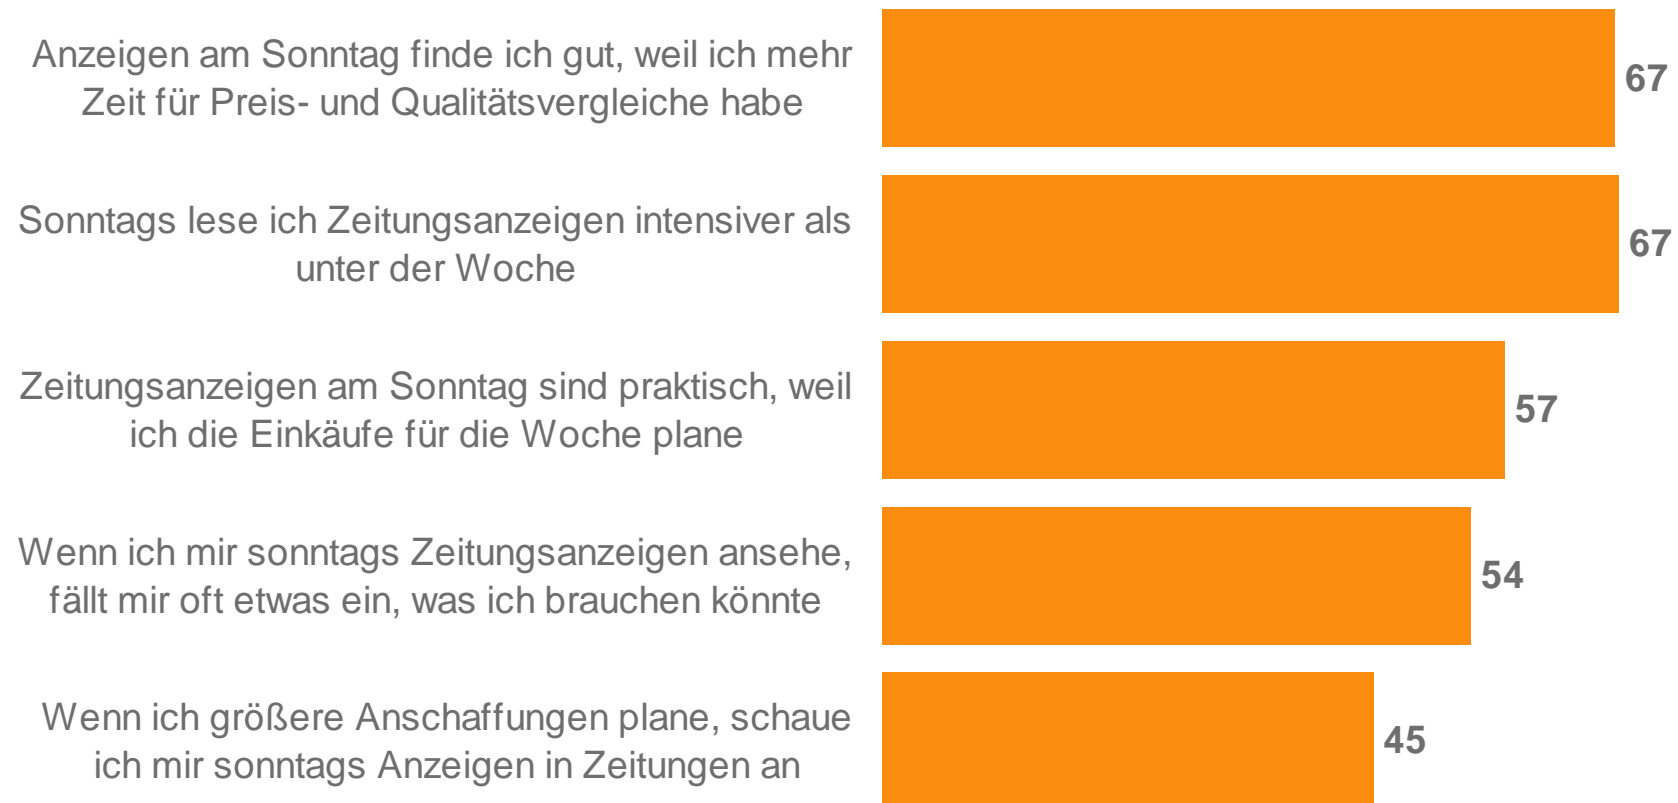 Anzeigen am Sonntag finde ich gut, weil ich mehr
Zeit für Preis- und Qualitätsvergleiche habe
67
Sonntags lese ich Zeitungsanzeigen intensiver als
unter der Woche
67
Zeitungsanzeigen am Sonntag sind praktisch, weil
ich die Einkäufe für die Woche plane
57
Wenn ich mir sonntags Zeitungsanzeigen ansehe,
fällt mir oft etwas ein, was ich brauchen könnte
54
Wenn ich größere Anschaffungen plane, schaue
ich mir sonntags Anzeigen in Zeitungen an
45